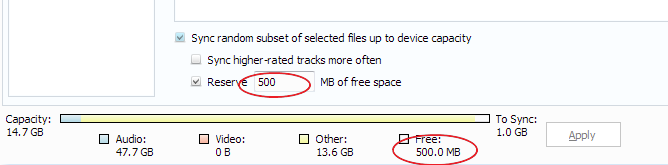 Sync random subset of selected files up to device capacity
Sync higher-rated tracks more often
Reserve 500 MB of free space
Capacity: To Sync:
14.7 GB 1.0 GB
Apply
Audio: Video: Other: Free:
47.7 GB 0 B 13.6 GB 500.0 MB